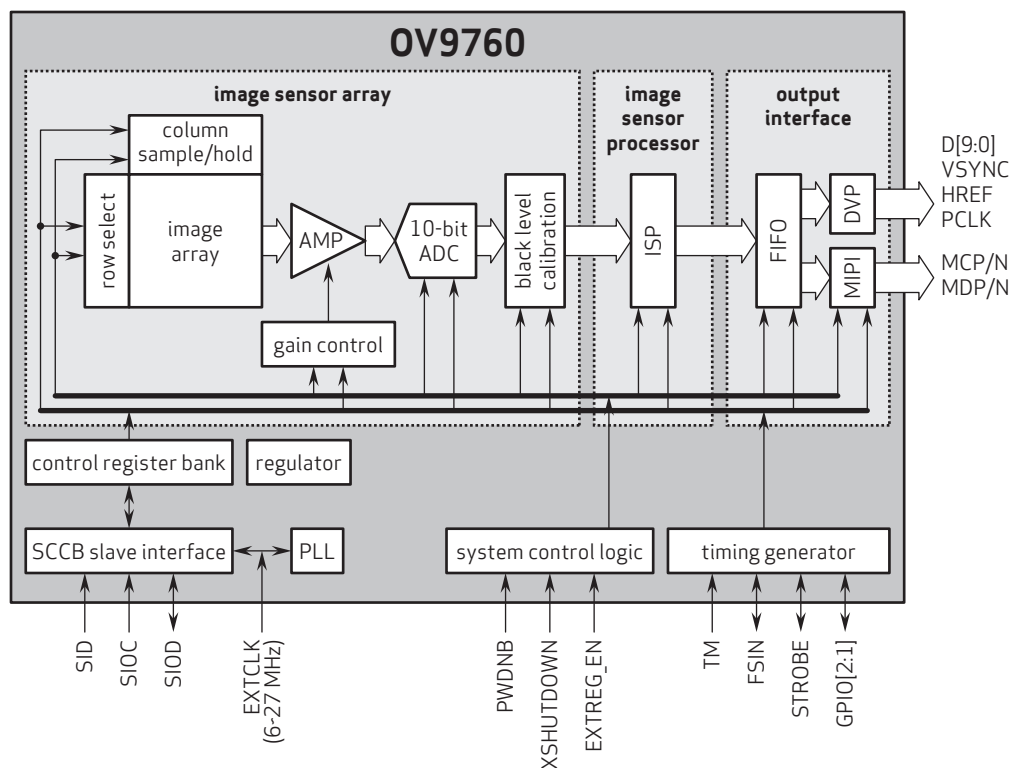 OV9760
image sensor array
image
sensor
processor
output
interface
column
sample/hold
row select
image
array
AMP
10-bit
ADC
black level
calibration
ISP
FIFO
DVP
MIPI
D[9:0]
VSYNC
HREF
PCLK
MCP/N
MDP/N
gain control
control register bank
regulator
SCCB slave interface
PLL
system control logic
timing generator
SID
SIOC
SIOD
EXTCLK
(6-27 MHz)
PWDNB
XSHUTDOWN
EXTREG_EN
TM
FSIN
STROBE
GPIO[2:1]